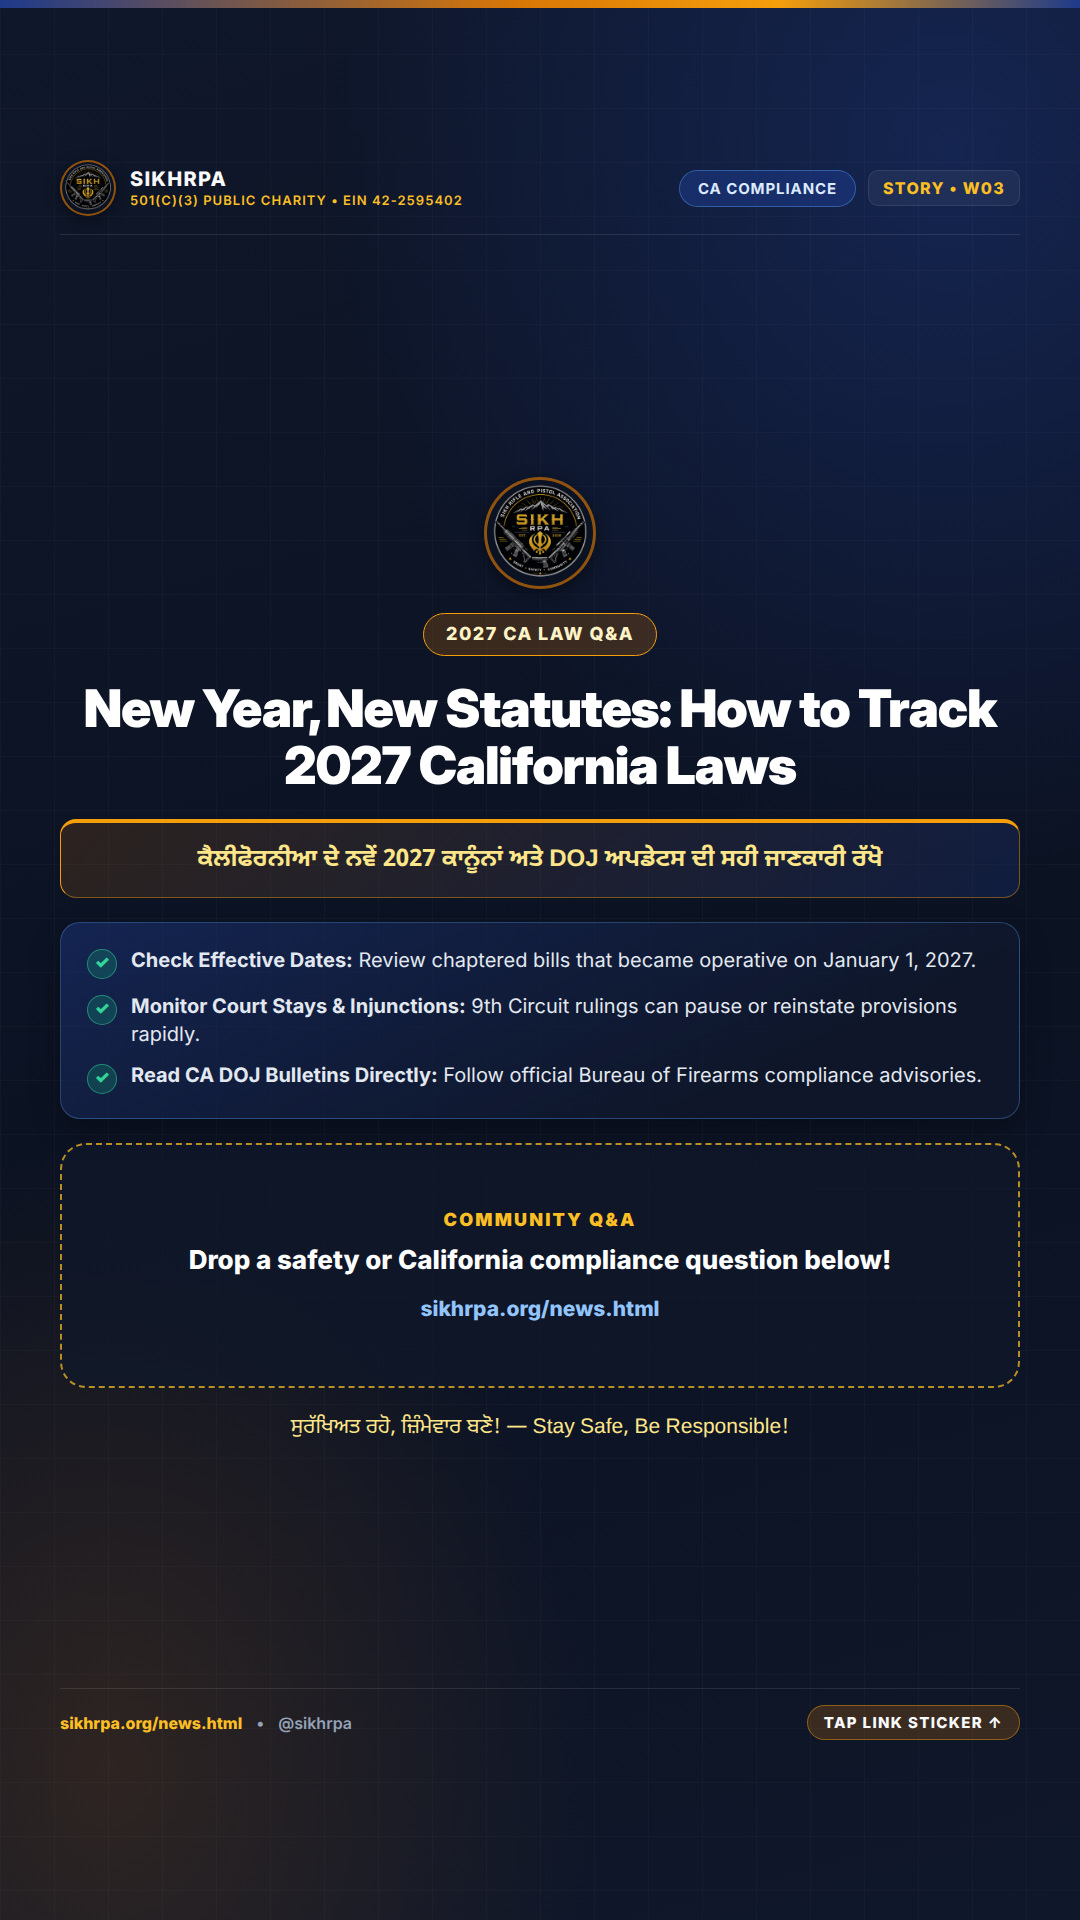 SIKHRPA
501(C)(3) PUBLIC CHARITY • EIN 42-2595402
CA COMPLIANCE
STORY • W03
SIKH RIFLE AND PISTOL ASSOCIATION
SIKH
RPA
2027 CA LAW Q&A
New Year, New Statutes: How to Track
2027 California Laws
ਕੈਲੀਫੋਰਨੀਆ ਦੇ ਨਵੇਂ 2027 ਕਾਨੂੰਨਾਂ ਅਤੇ DOJ ਅਪਡੇਟਸ ਦੀ ਸਹੀ ਜਾਣਕਾਰੀ ਰੱਖੋ
Check Effective Dates: Review chaptered bills that became operative on January 1, 2027.
Monitor Court Stays & Injunctions: 9th Circuit rulings can pause or reinstate provisions
rapidly.
Read CA DOJ Bulletins Directly: Follow official Bureau of Firearms compliance advisories.
COMMUNITY Q&A
Drop a safety or California compliance question below!
sikhrpa.org/news.html
ਸੁਰੱਖਿਅਤ ਰਹੋ, ਜ਼ਿੰਮੇਵਾਰ ਬਣੋ! — Stay Safe, Be Responsible!
sikhrpa.org/news.html • @sikhrpa
TAP LINK STICKER ↑